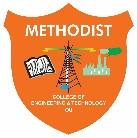 METHODIST
COLLEGE OF
ENGINEERING & TECHNOLOGY
OU